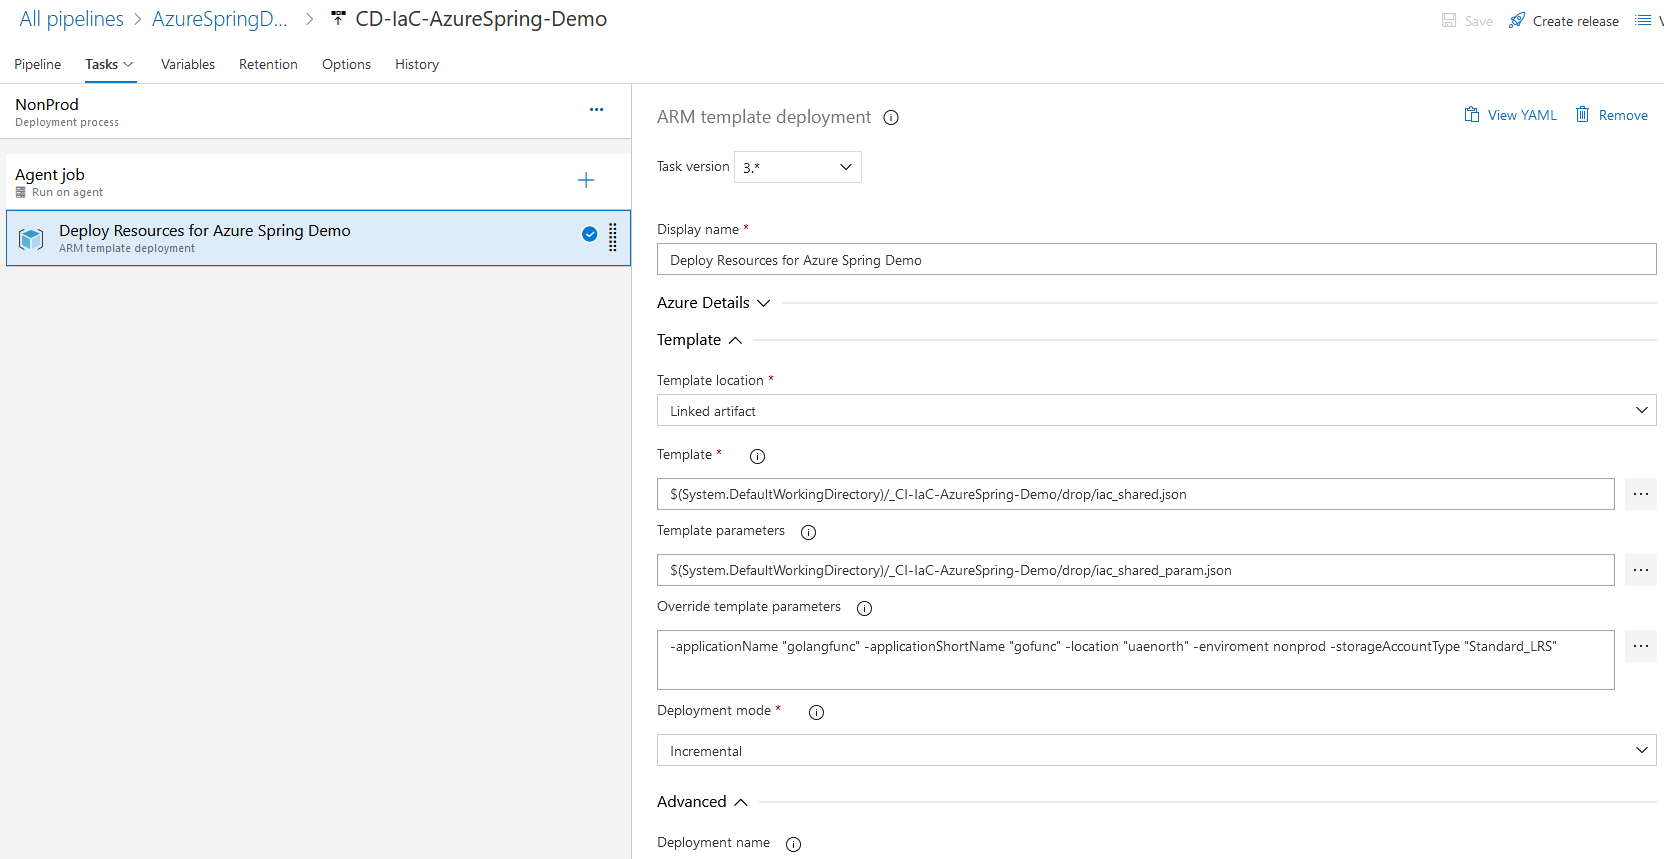 All pipelines > AzureSpringD... > CD-IaC-AzureSpring-Demo
Save Create release
Pipeline Tasks Variables Retention Options History
NonProd
Deployment process
Agent job
Run on agent
Deploy Resources for Azure Spring Demo
ARM template deployment
ARM template deployment
View YAML Remove
Task version 3.*
Display name *
Deploy Resources for Azure Spring Demo
Azure Details
Template
Template location *
Linked artifact
Template *
$(System.DefaultWorkingDirectory)/_CI-IaC-AzureSpring-Demo/drop/iac_shared.json
Template parameters
$(System.DefaultWorkingDirectory)/_CI-IaC-AzureSpring-Demo/drop/iac_shared_param.json
Override template parameters
-applicationName "golangfunc" -applicationShortName "gofunc" -location "uaenorth" -enviroment nonprod -storageAccountType "Standard_LRS"
Deployment mode *
Incremental
Advanced
Deployment name